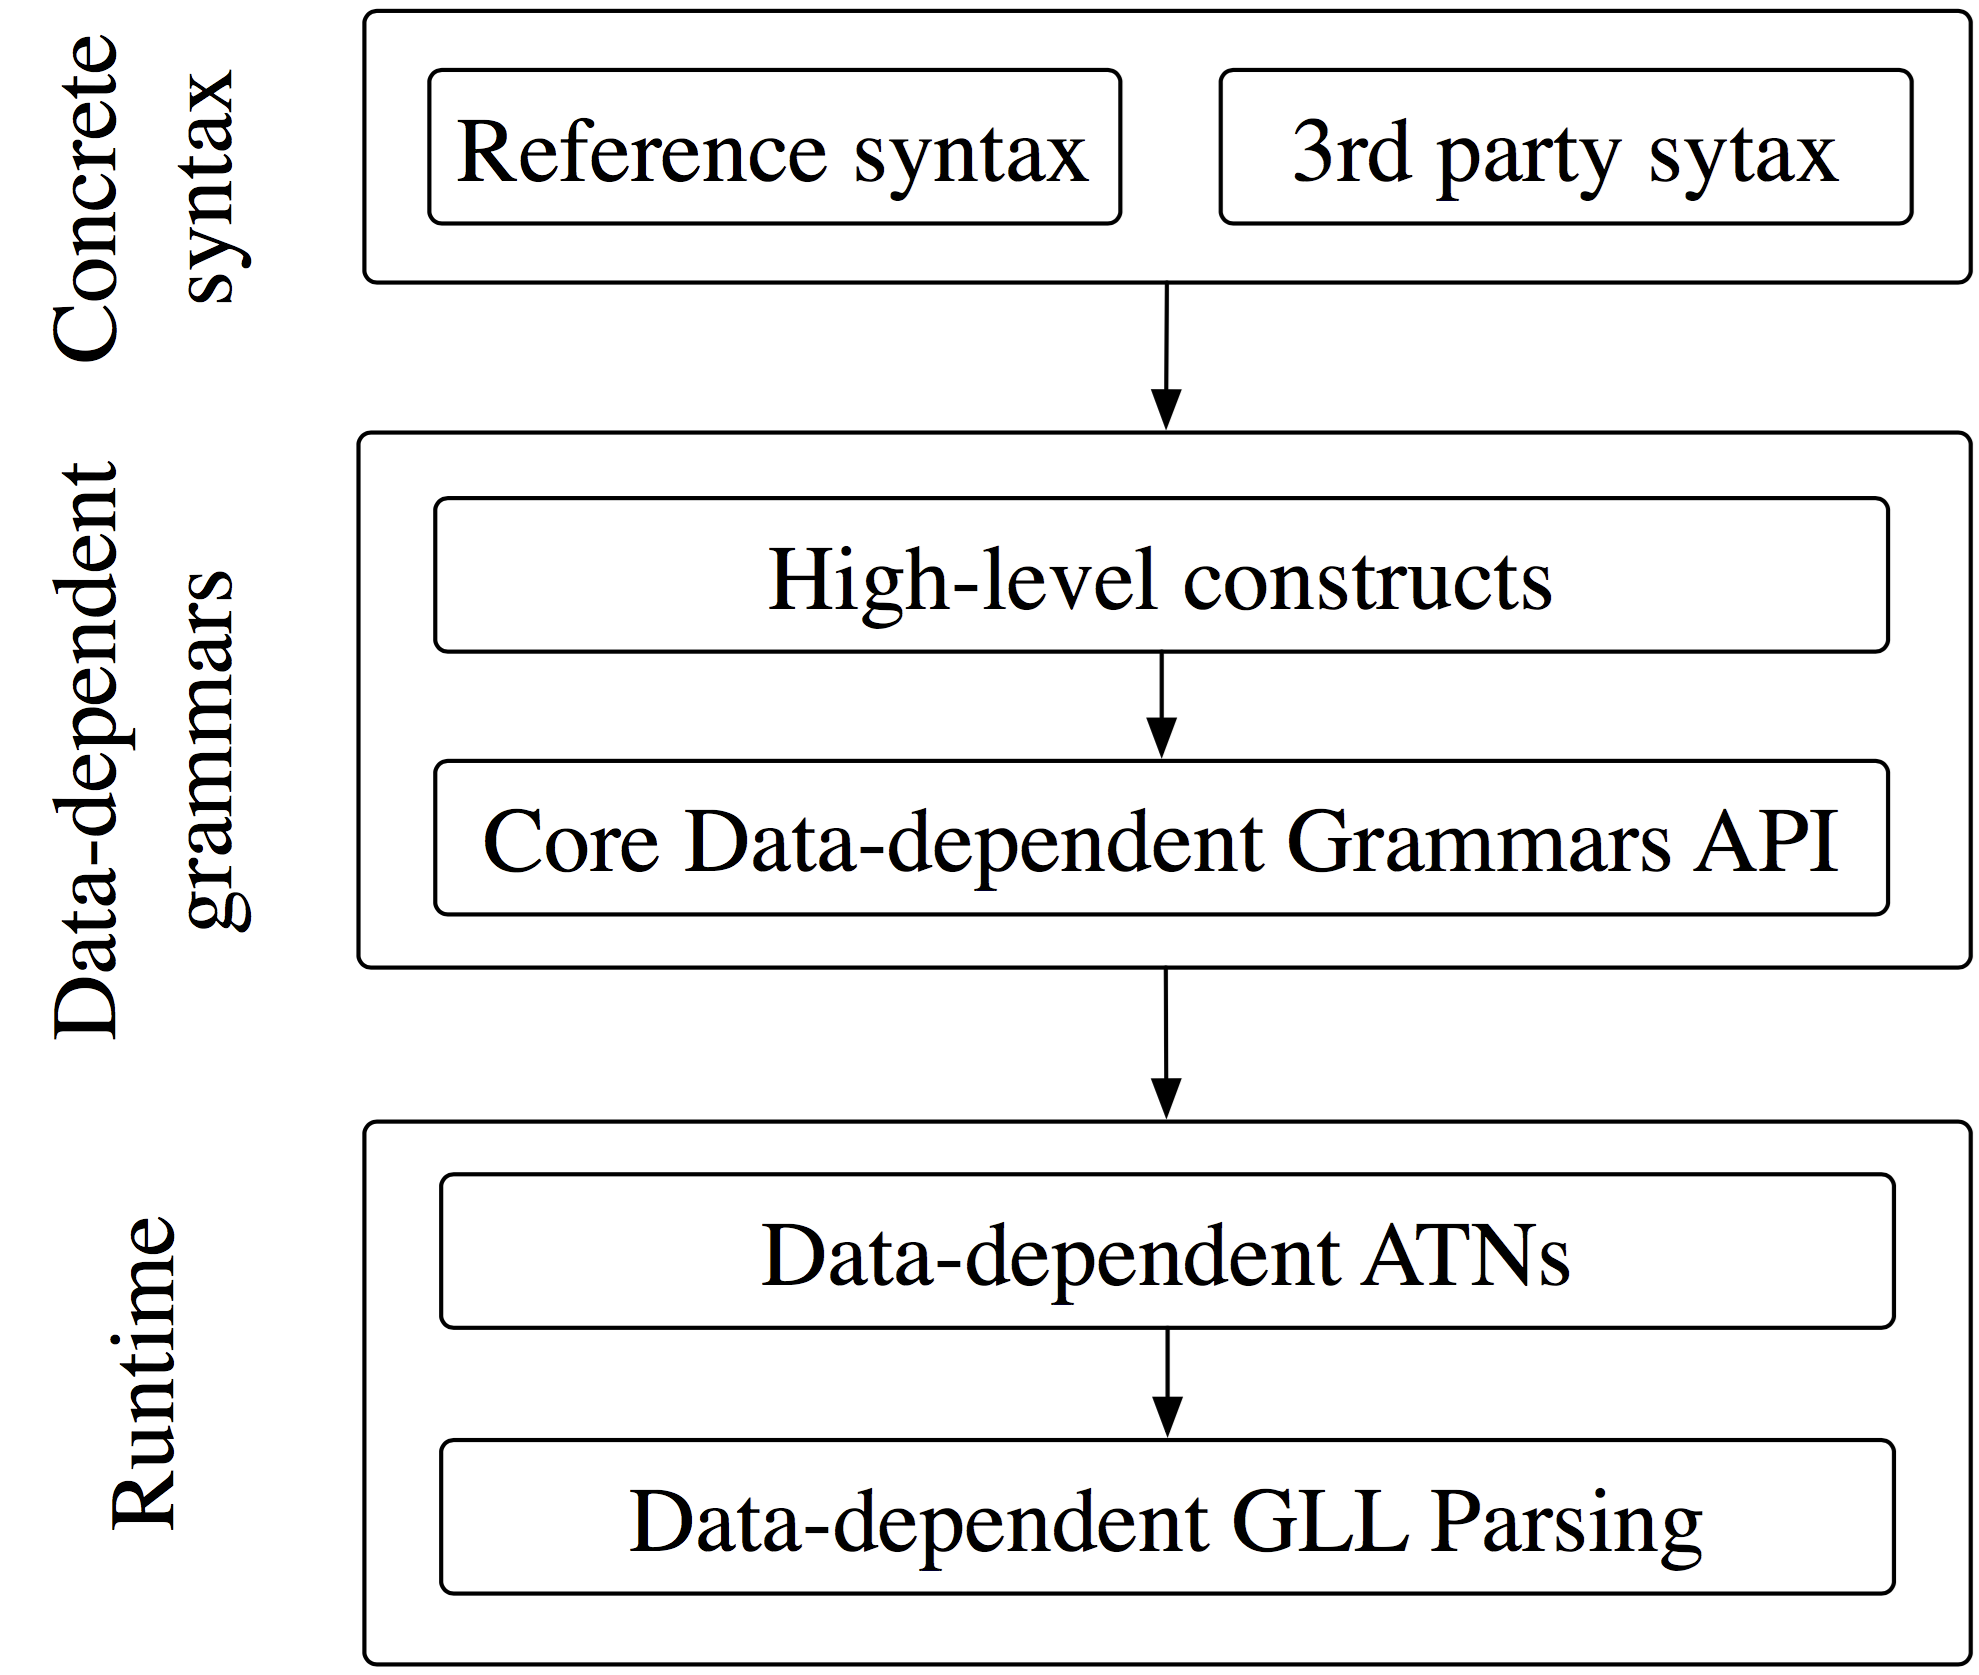 Concrete
syntax
Reference syntax
3rd party sytax
Data-dependent
grammars
High-level constructs
Core Data-dependent Grammars API
Runtime
Data-dependent ATNs
Data-dependent GLL Parsing